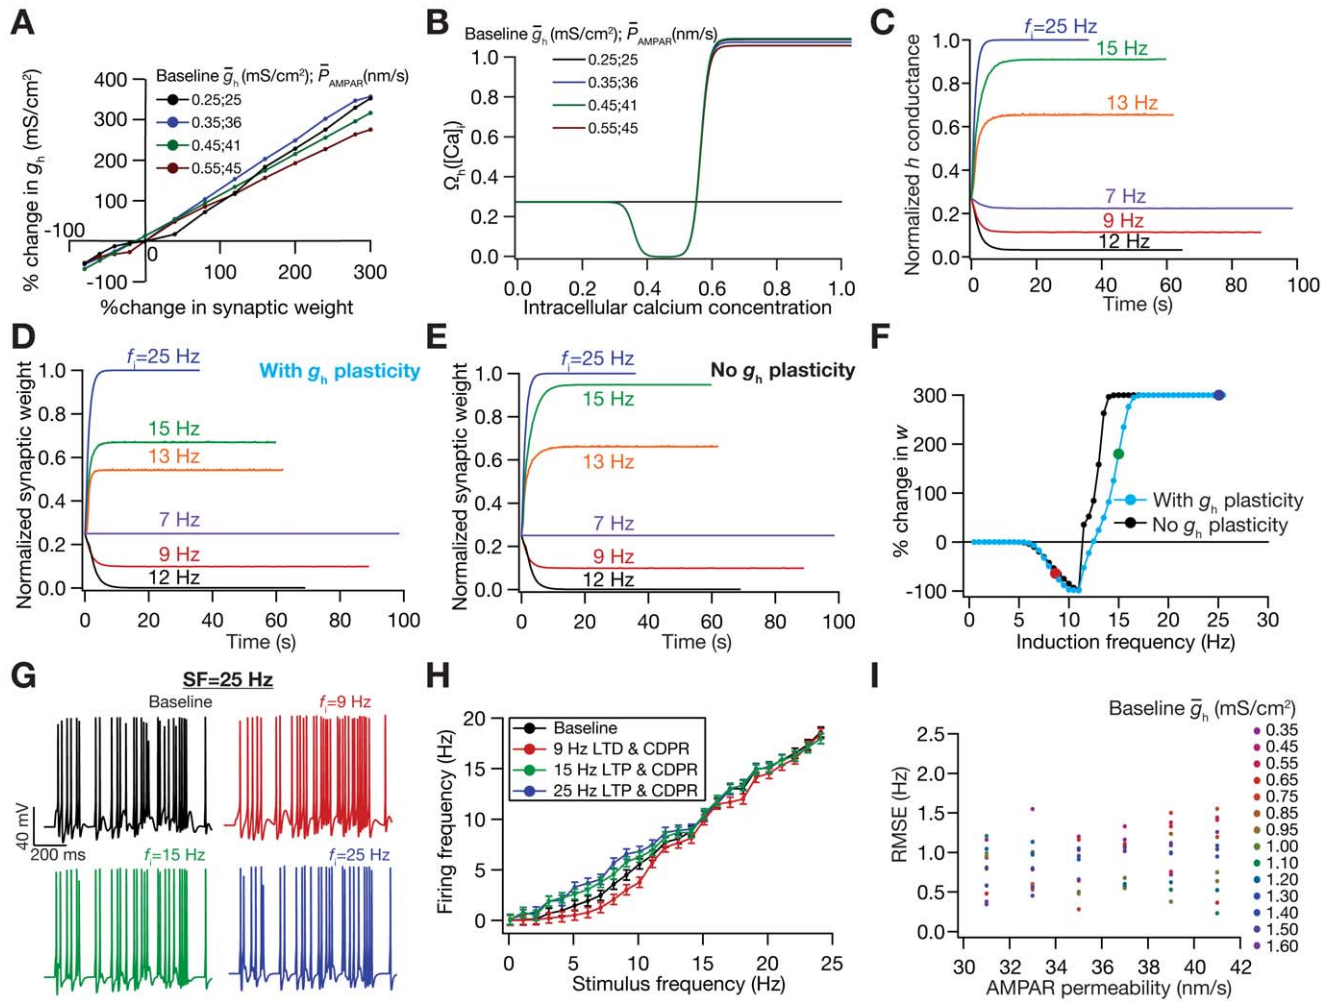 A
Baseline g̅h (mS/cm²); P̅AMPAR(nm/s)
0.25;25
0.35;36
0.45;41
0.55;45
% change in gh (mS/cm²)
400
300
200
100
-100
0
100
200
300
-100
%change in synaptic weight
B
Baseline g̅h (mS/cm²); P̅AMPAR(nm/s)
0.25;25
0.35;36
0.45;41
0.55;45
Ωh([Ca]i)
1.0
0.8
0.6
0.4
0.2
0.0
0.0 0.2 0.4 0.6 0.8 1.0
Intracellular calcium concentration
C
fi=25 Hz
15 Hz
13 Hz
7 Hz
9 Hz
12 Hz
Normalized h conductance
1.0
0.8
0.6
0.4
0.2
0.0
0 20 40 60 80 100
Time (s)
D
fi=25 Hz
With gh plasticity
15 Hz
13 Hz
7 Hz
9 Hz
12 Hz
Normalized synaptic weight
1.0
0.8
0.6
0.4
0.2
0.0
0 20 40 60 80 100
Time (s)
E
fi=25 Hz
No gh plasticity
15 Hz
13 Hz
7 Hz
9 Hz
12 Hz
Normalized synaptic weight
1.0
0.8
0.6
0.4
0.2
0.0
0 20 40 60 80 100
Time (s)
F
% change in w
300
200
100
0
-100
With gh plasticity
No gh plasticity
0 5 10 15 20 25 30
Induction frequency (Hz)
G
SF=25 Hz
Baseline
fi=9 Hz
40 mV
200 ms
fi=15 Hz
fi=25 Hz
H
Baseline
9 Hz LTD & CDPR
15 Hz LTP & CDPR
25 Hz LTP & CDPR
Firing frequency (Hz)
20
15
10
5
0
0 5 10 15 20 25
Stimulus frequency (Hz)
I
Baseline g̅h (mS/cm²)
0.35
0.45
0.55
0.65
0.75
0.85
0.95
1.00
1.10
1.20
1.30
1.40
1.50
1.60
RMSE (Hz)
2.5
2.0
1.5
1.0
0.5
0.0
30 32 34 36 38 40 42
AMPAR permeability (nm/s)